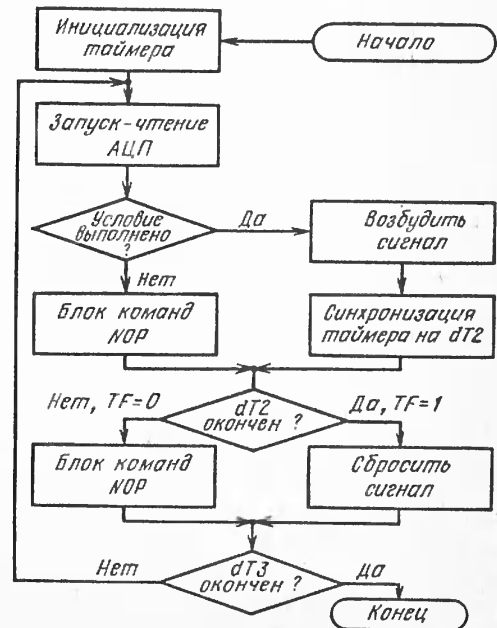 Инициализация
таймера
Начало
Запуск-чтение
АЦП
Условие
выполнено
?
Да
Возбудить
сигнал
Нет
Блок команд
NOP
Синхронизация
таймера на dT2
Нет, TF=0
dT2
окончен ?
Да, TF=1
Блок команд
NOP
Сбросить
сигнал
Нет
dT3
окончен ?
Да
Конец